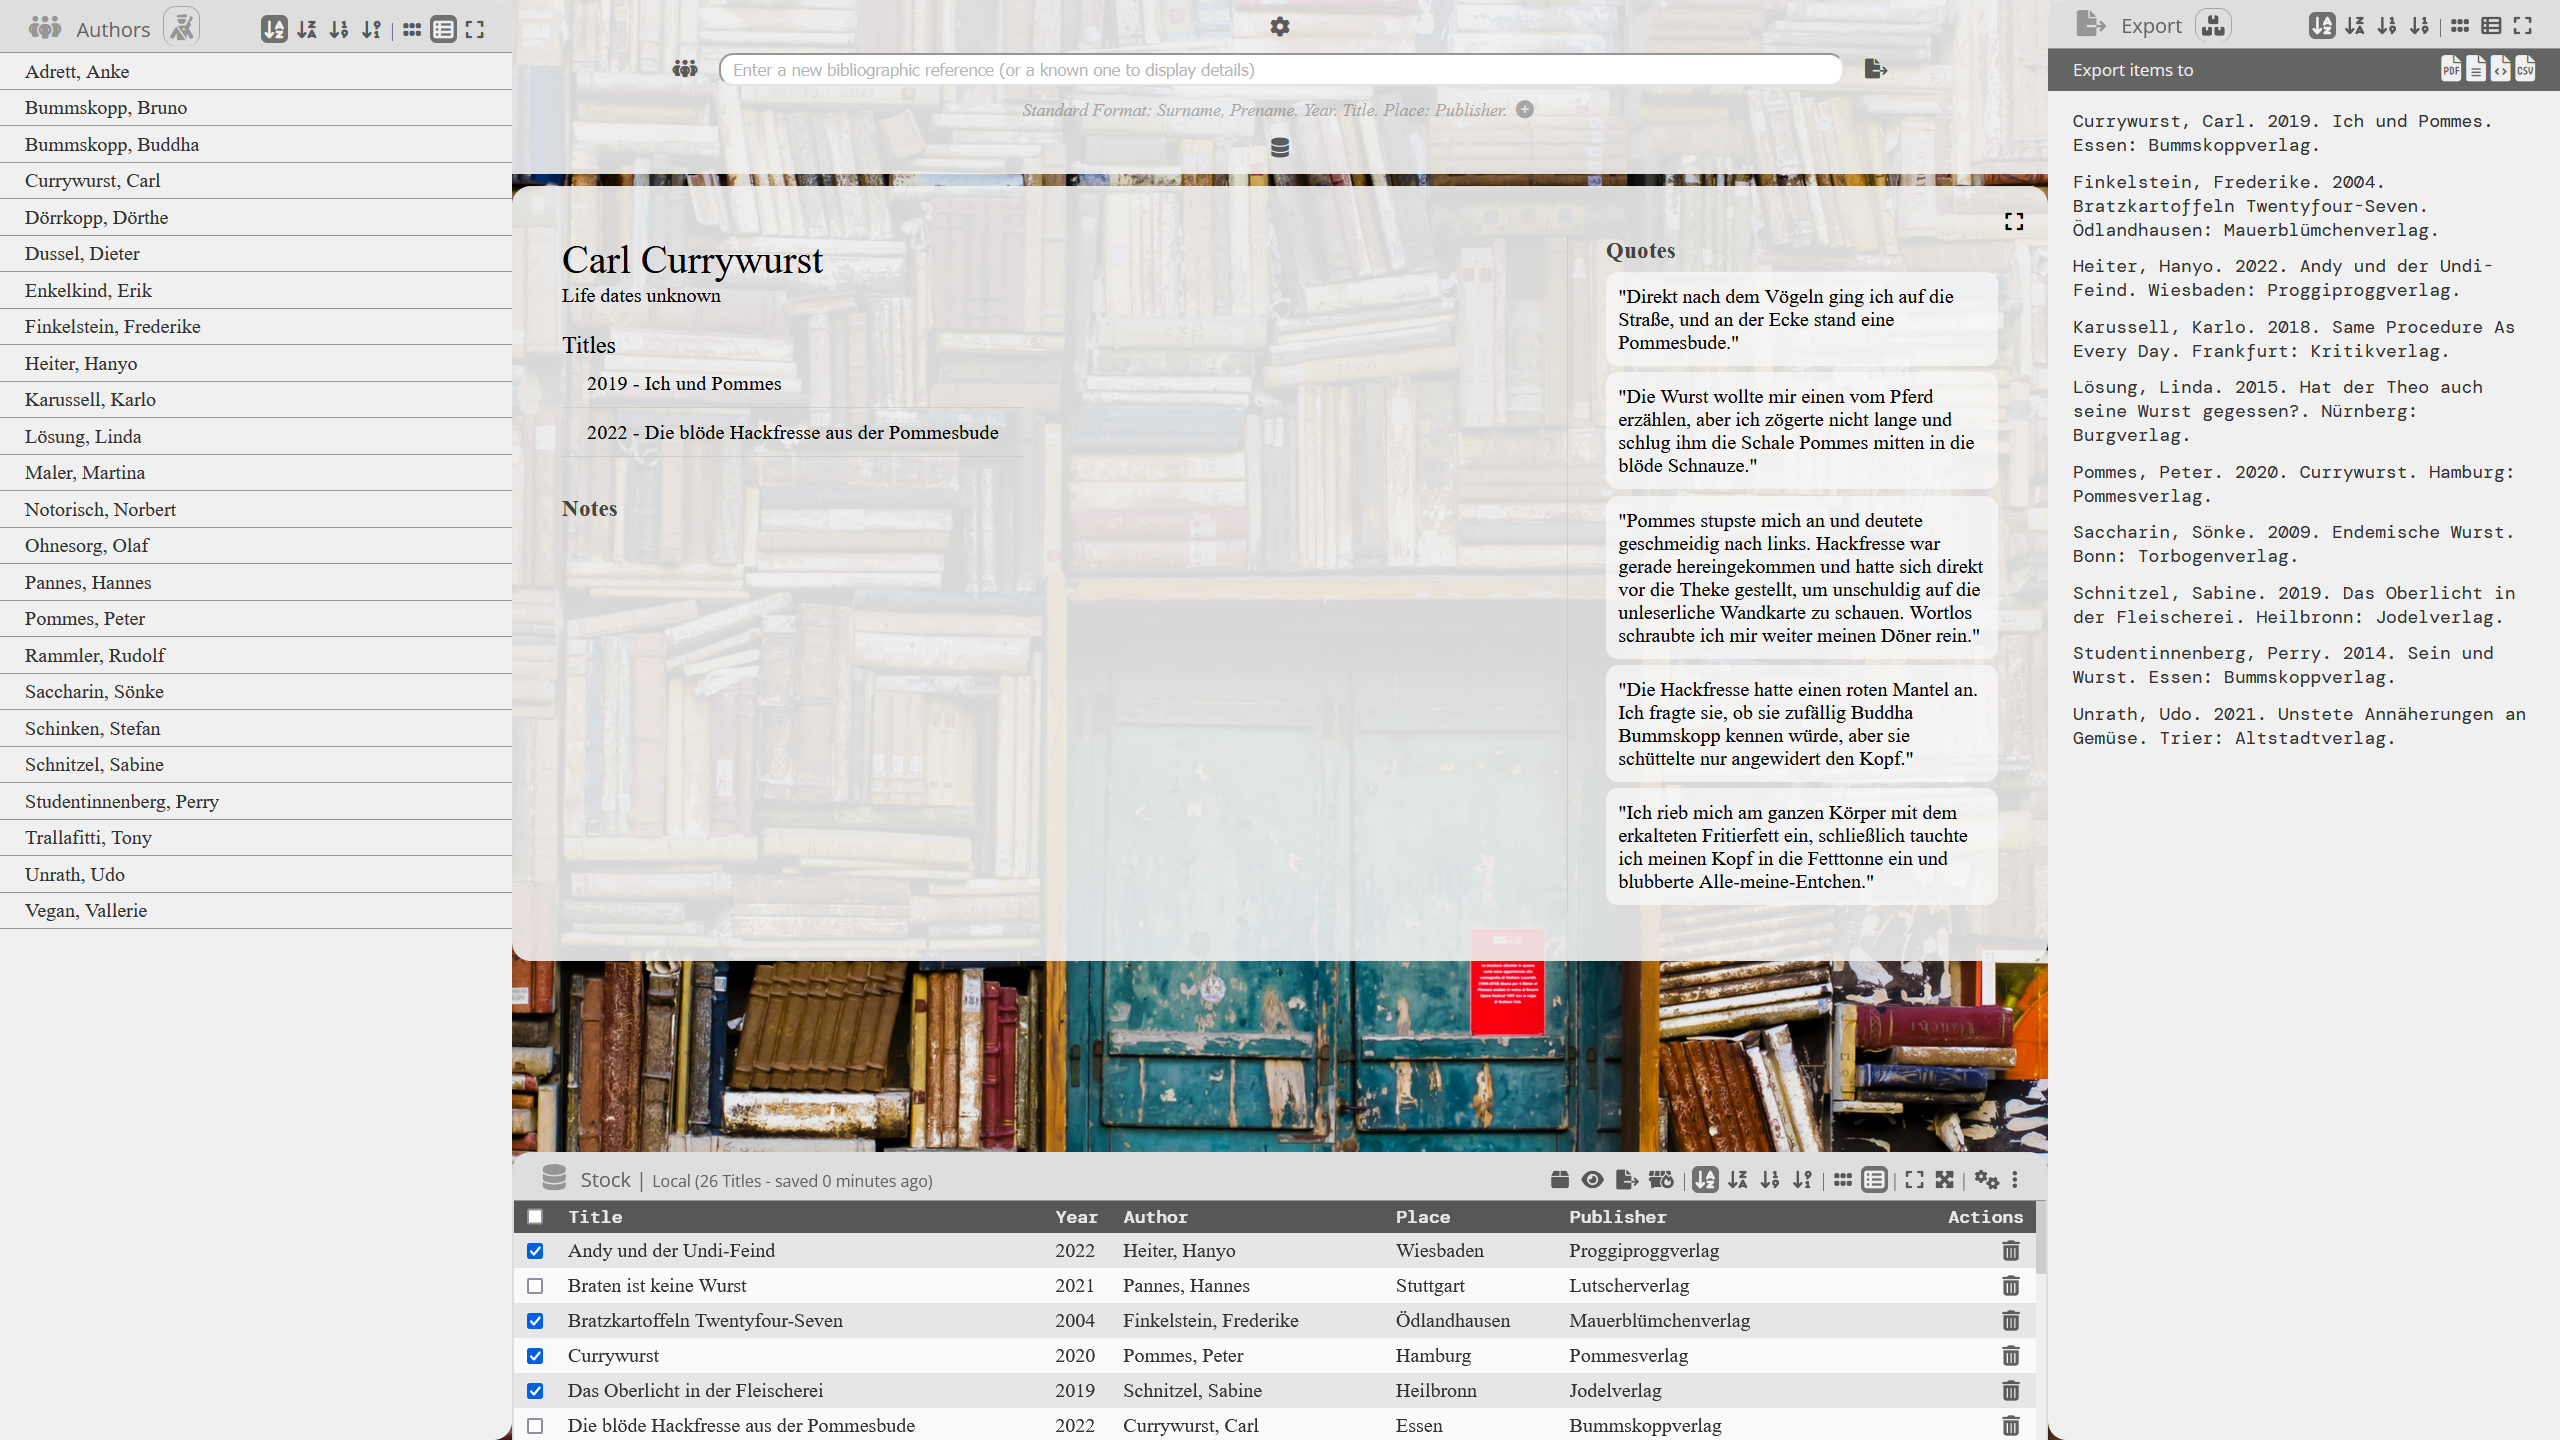 Authors
Adrett, Anke
Bummskopp, Bruno
Bummskopp, Buddha
Currywurst, Carl
Dörrkopp, Dörthe
Dussel, Dieter
Enkelkind, Erik
Finkelstein, Frederike
Heiter, Hanyo
Karussell, Karlo
Lösung, Linda
Maler, Martina
Notorisch, Norbert
Ohnesorg, Olaf
Pannes, Hannes
Pommes, Peter
Rammler, Rudolf
Saccharin, Sönke
Schinken, Stefan
Schnitzel, Sabine
Studentinnenberg, Perry
Trallafitti, Tony
Unrath, Udo
Vegan, Vallerie
Enter a new bibliographic reference (or a known one to display details)
Standard Format: Surname, Prename. Year. Title. Place: Publisher.
Carl Currywurst
Life dates unknown
Titles
2019 - Ich und Pommes
2022 - Die blöde Hackfresse aus der Pommesbude
Notes
Quotes
"Direkt nach dem Vögeln ging ich auf die
Straße, und an der Ecke stand eine
Pommesbude."
"Die Wurst wollte mir einen vom Pferd
erzählen, aber ich zögerte nicht lange und
schlug ihm die Schale Pommes mitten in die
blöde Schnauze."
"Pommes stupste mich an und deutete
geschmeidig nach links. Hackfresse war
gerade hereingekommen und hatte sich direkt
vor die Theke gestellt, um unschuldig auf die
unleserliche Wandkarte zu schauen. Wortlos
schraubte ich mir weiter meinen Döner rein."
"Die Hackfresse hatte einen roten Mantel an.
Ich fragte sie, ob sie zufällig Buddha
Bummskopp kennen würde, aber sie
schüttelte nur angewidert den Kopf."
"Ich rieb mich am ganzen Körper mit dem
erkalteten Fritierfett ein, schließlich tauchte
ich meinen Kopf in die Fetttonne ein und
blubberte Alle-meine-Entchen."
Stock | Local (26 Titles - saved 0 minutes ago)
Title Year Author Place Publisher Actions
Andy und der Undi-Feind 2022 Heiter, Hanyo Wiesbaden Proggiproggverlag
Braten ist keine Wurst 2021 Pannes, Hannes Stuttgart Lutscherverlag
Bratzkartoffeln Twentyfour-Seven 2004 Finkelstein, Frederike Ödlandhausen Mauerblümchenverlag
Currywurst 2020 Pommes, Peter Hamburg Pommesverlag
Das Oberlicht in der Fleischerei 2019 Schnitzel, Sabine Heilbronn Jodelverlag
Die blöde Hackfresse aus der Pommesbude 2022 Currywurst, Carl Essen Bummskoppverlag
Export
Export items to PDF CSV
Currywurst, Carl. 2019. Ich und Pommes.
Essen: Bummskoppverlag.
Finkelstein, Frederike. 2004.
Bratzkartoffeln Twentyfour-Seven.
Ödlandhausen: Mauerblümchenverlag.
Heiter, Hanyo. 2022. Andy und der Undi-
Feind. Wiesbaden: Proggiproggverlag.
Karussell, Karlo. 2018. Same Procedure As
Every Day. Frankfurt: Kritikverlag.
Lösung, Linda. 2015. Hat der Theo auch
seine Wurst gegessen?. Nürnberg:
Burgverlag.
Pommes, Peter. 2020. Currywurst. Hamburg:
Pommesverlag.
Saccharin, Sönke. 2009. Endemische Wurst.
Bonn: Torbogenverlag.
Schnitzel, Sabine. 2019. Das Oberlicht in
der Fleischerei. Heilbronn: Jodelverlag.
Studentinnenberg, Perry. 2014. Sein und
Wurst. Essen: Bummskoppverlag.
Unrath, Udo. 2021. Unstete Annäherungen an
Gemüse. Trier: Altstadtverlag.